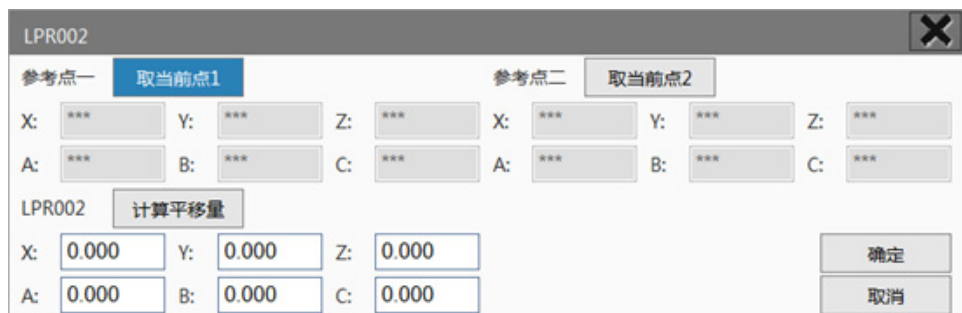 LPR002
参考点一 取当前点1 参考点二 取当前点2
X: *** Y: *** Z: *** X: *** Y: *** Z: ***
A: *** B: *** C: *** A: *** B: *** C: ***
LPR002 计算平移量
X: 0.000 Y: 0.000 Z: 0.000 确定
A: 0.000 B: 0.000 C: 0.000 取消